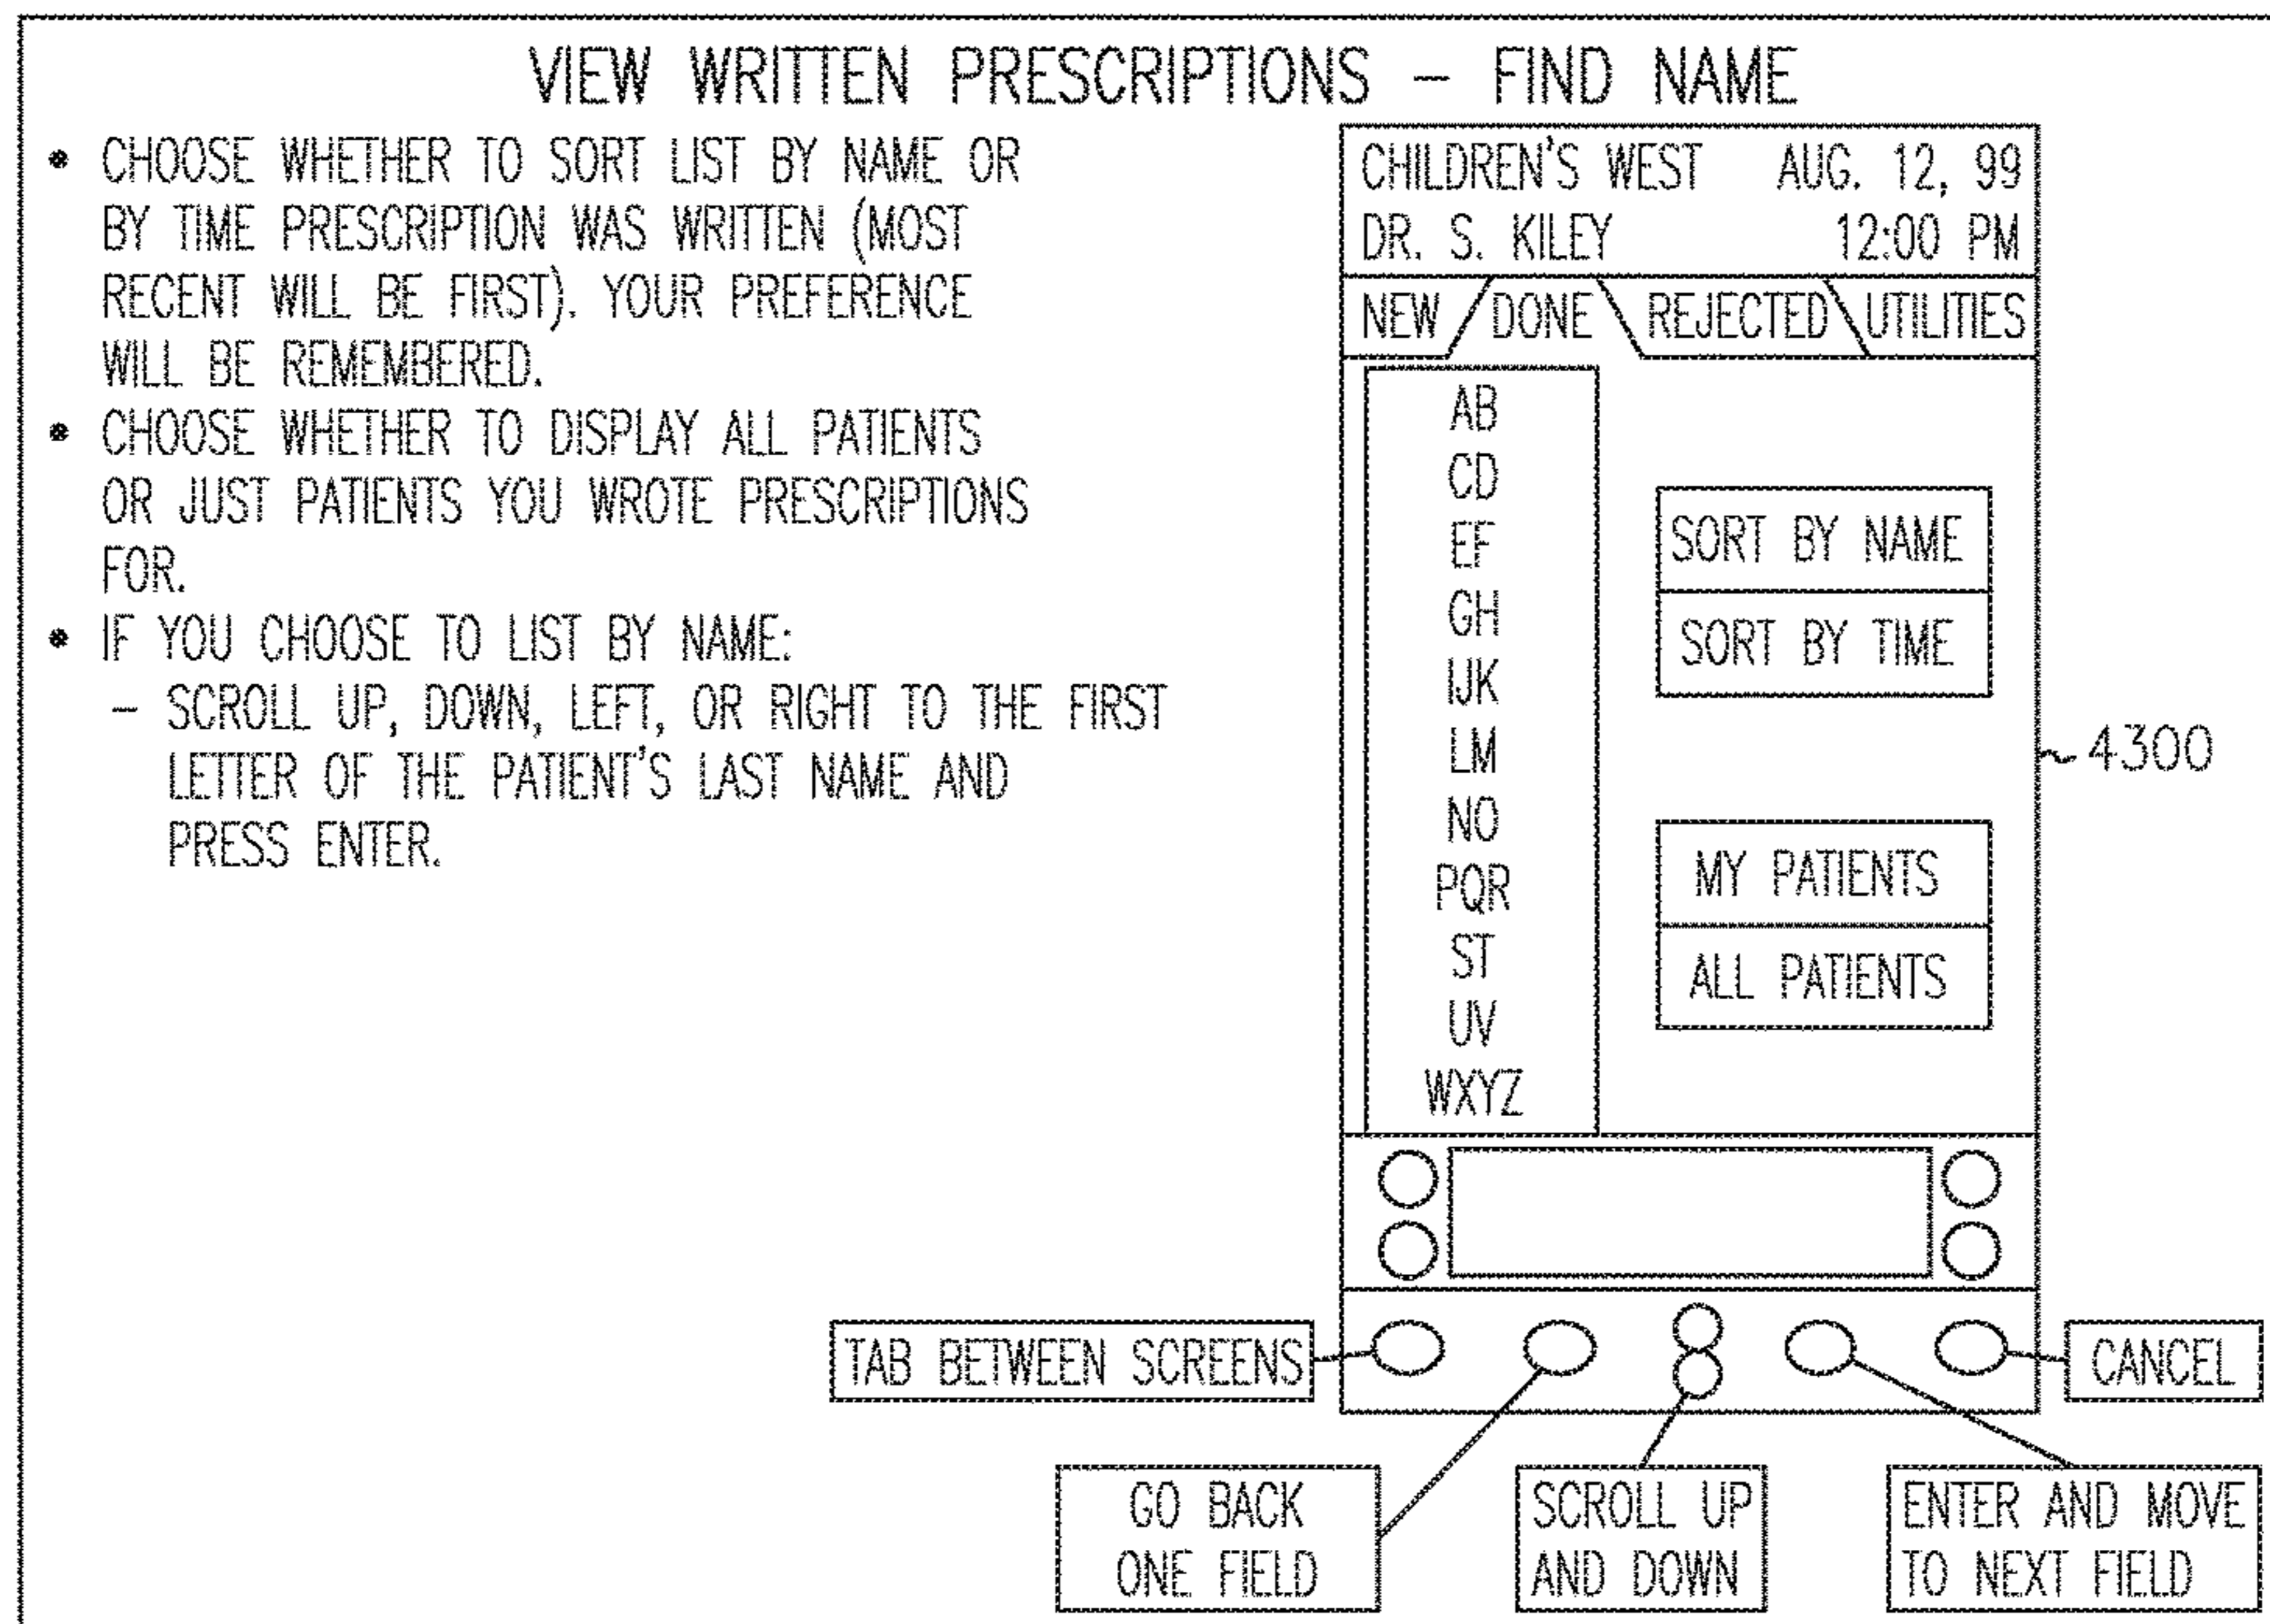 VIEW WRITTEN PRESCRIPTIONS – FIND NAME
• CHOOSE WHETHER TO SORT LIST BY NAME OR
BY TIME PRESCRIPTION WAS WRITTEN (MOST
RECENT WILL BE FIRST). YOUR PREFERENCE
WILL BE REMEMBERED.
• CHOOSE WHETHER TO DISPLAY ALL PATIENTS
OR JUST PATIENTS YOU WROTE PRESCRIPTIONS
FOR.
• IF YOU CHOOSE TO LIST BY NAME:
– SCROLL UP, DOWN, LEFT, OR RIGHT TO THE FIRST
LETTER OF THE PATIENT'S LAST NAME AND
PRESS ENTER.
CHILDREN'S WEST AUG. 12, 99
DR. S. KILEY 12:00 PM
NEW DONE REJECTED UTILITIES
AB
CD
EF
GH
IJK
LM
NO
PQR
ST
UV
WXYZ
SORT BY NAME
SORT BY TIME
MY PATIENTS
ALL PATIENTS
4300
TAB BETWEEN SCREENS
CANCEL
GO BACK
ONE FIELD
SCROLL UP
AND DOWN
ENTER AND MOVE
TO NEXT FIELD